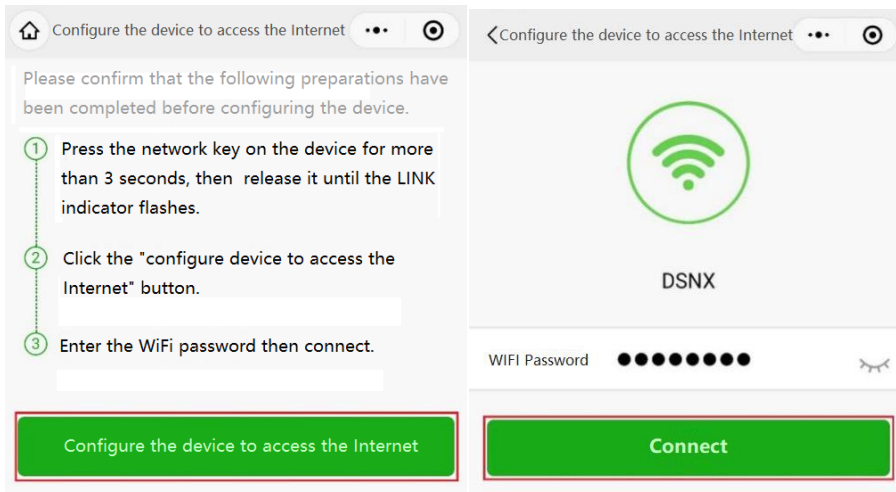 Configure the device to access the Internet
Please confirm that the following preparations have
been completed before configuring the device.
1 Press the network key on the device for more
than 3 seconds, then release it until the LINK
indicator flashes.
2 Click the "configure device to access the
Internet" button.
3 Enter the WiFi password then connect.
Configure the device to access the Internet
Configure the device to access the Internet
DSNX
WIFI Password ●●●●●●●●
Connect